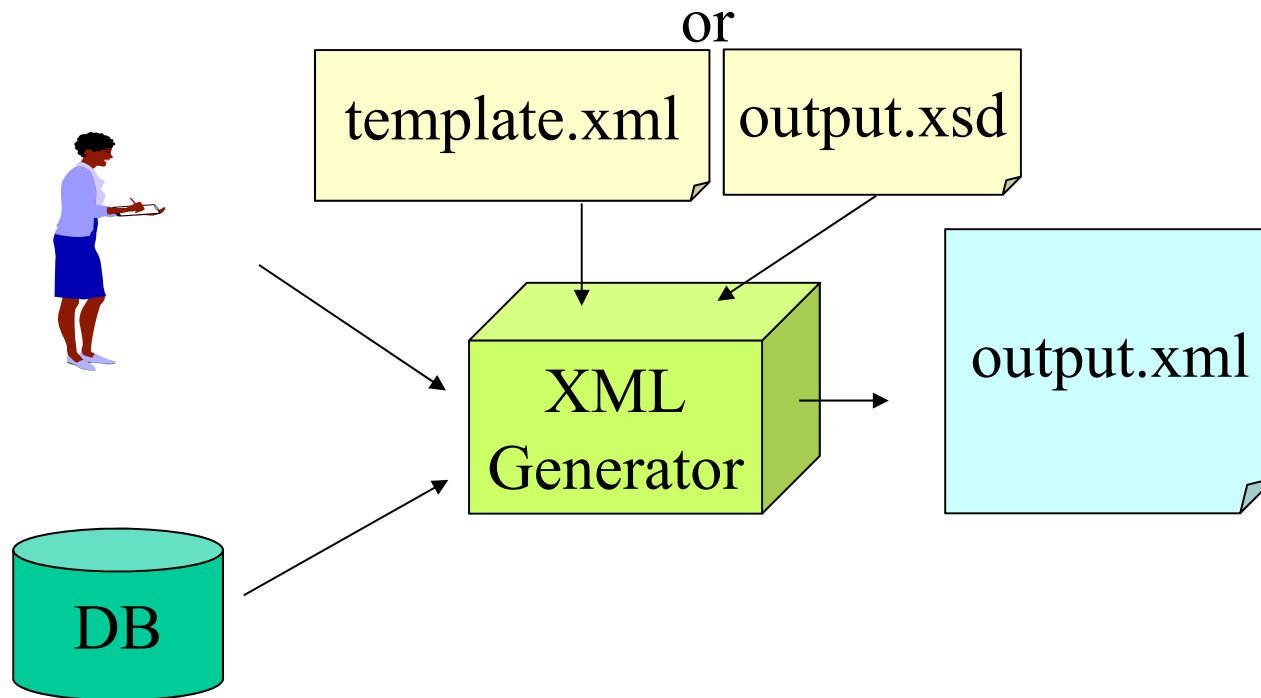 or
template.xml
output.xsd
output.xml
XML
Generator
DB